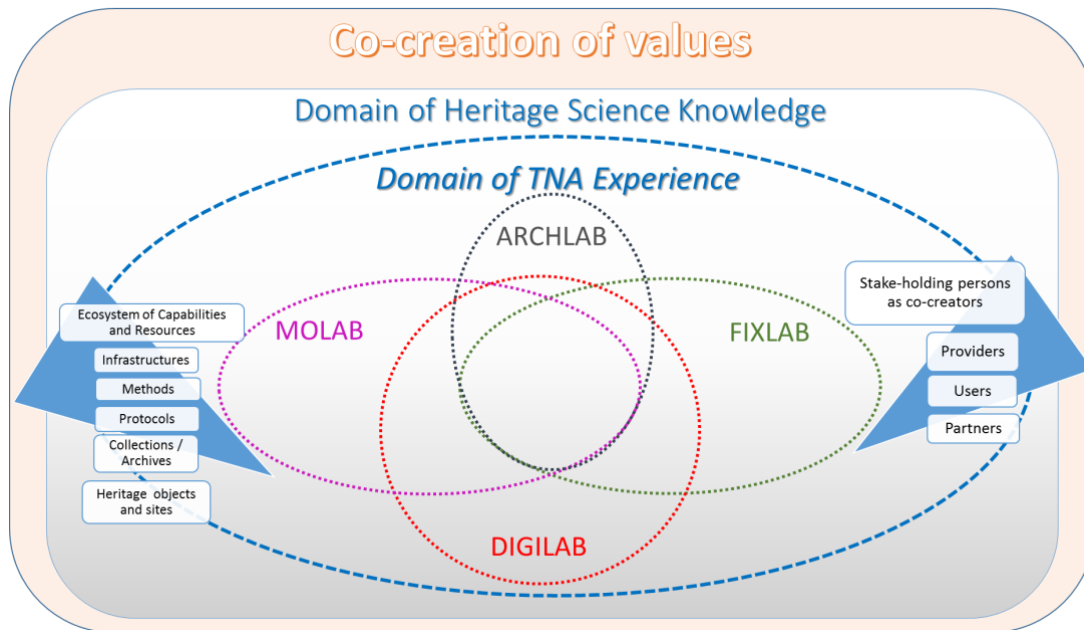 Co-creation of values
Domain of Heritage Science Knowledge
Domain of TNA Experience
ARCHLAB
MOLAB
FIXLAB
DIGILAB
Ecosystem of Capabilities
and Resources
Infrastructures
Methods
Protocols
Collections /
Archives
Heritage objects
and sites
Stake-holding persons
as co-creators
Providers
Users
Partners